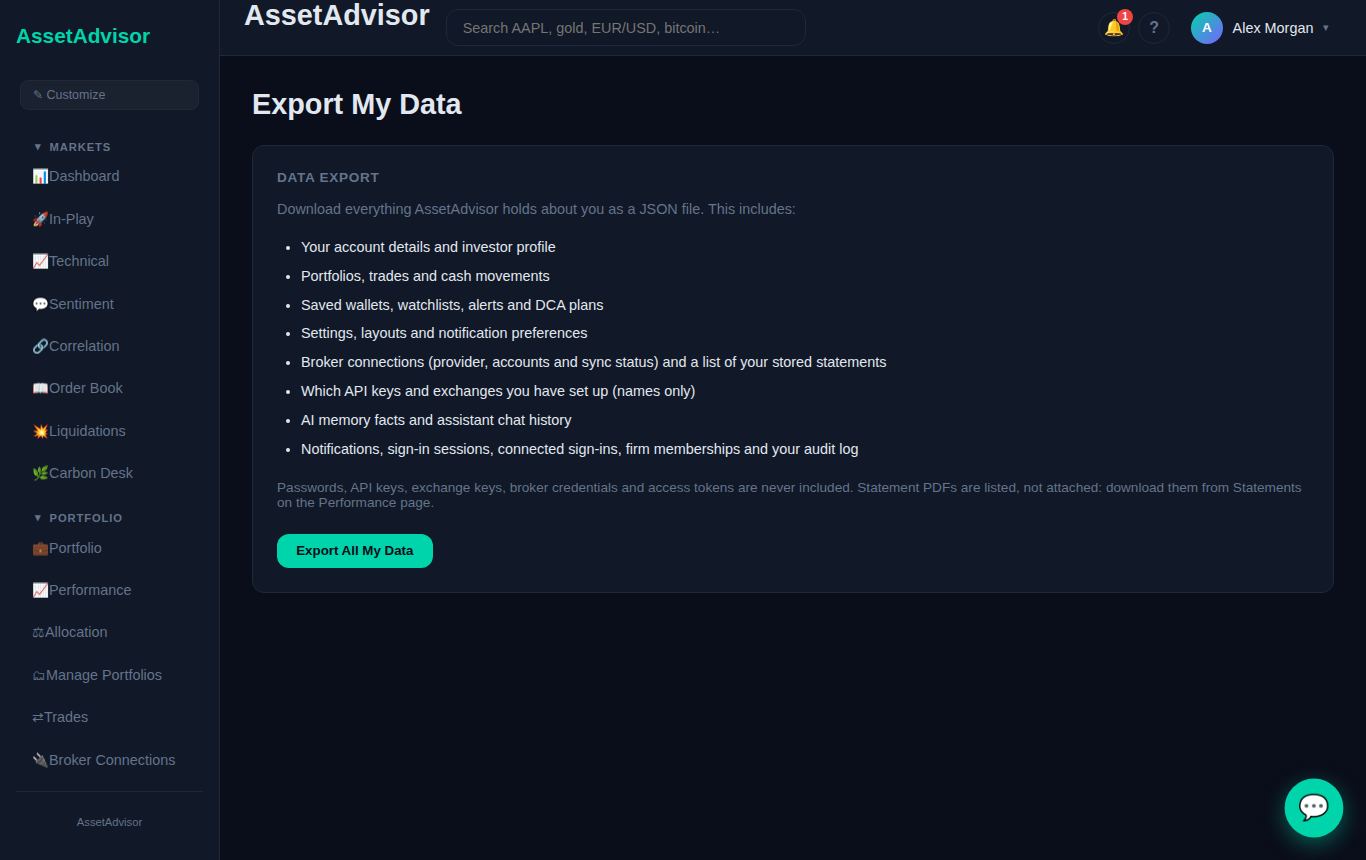 AssetAdvisor
✎ Customize
▼ MARKETS
📊Dashboard
🚀In-Play
📈Technical
💬Sentiment
🔗Correlation
📖Order Book
💥Liquidations
🌿Carbon Desk
▼ PORTFOLIO
💼Portfolio
📈Performance
⚖Allocation
🗂Manage Portfolios
⇄Trades
🔌Broker Connections
AssetAdvisor
AssetAdvisor
Search AAPL, gold, EUR/USD, bitcoin…
🔔 1
?
A Alex Morgan ▾
Export My Data
DATA EXPORT
Download everything AssetAdvisor holds about you as a JSON file. This includes:
• Your account details and investor profile
• Portfolios, trades and cash movements
• Saved wallets, watchlists, alerts and DCA plans
• Settings, layouts and notification preferences
• Broker connections (provider, accounts and sync status) and a list of your stored statements
• Which API keys and exchanges you have set up (names only)
• AI memory facts and assistant chat history
• Notifications, sign-in sessions, connected sign-ins, firm memberships and your audit log
Passwords, API keys, exchange keys, broker credentials and access tokens are never included. Statement PDFs are listed, not attached: download them from Statements
on the Performance page.
Export All My Data